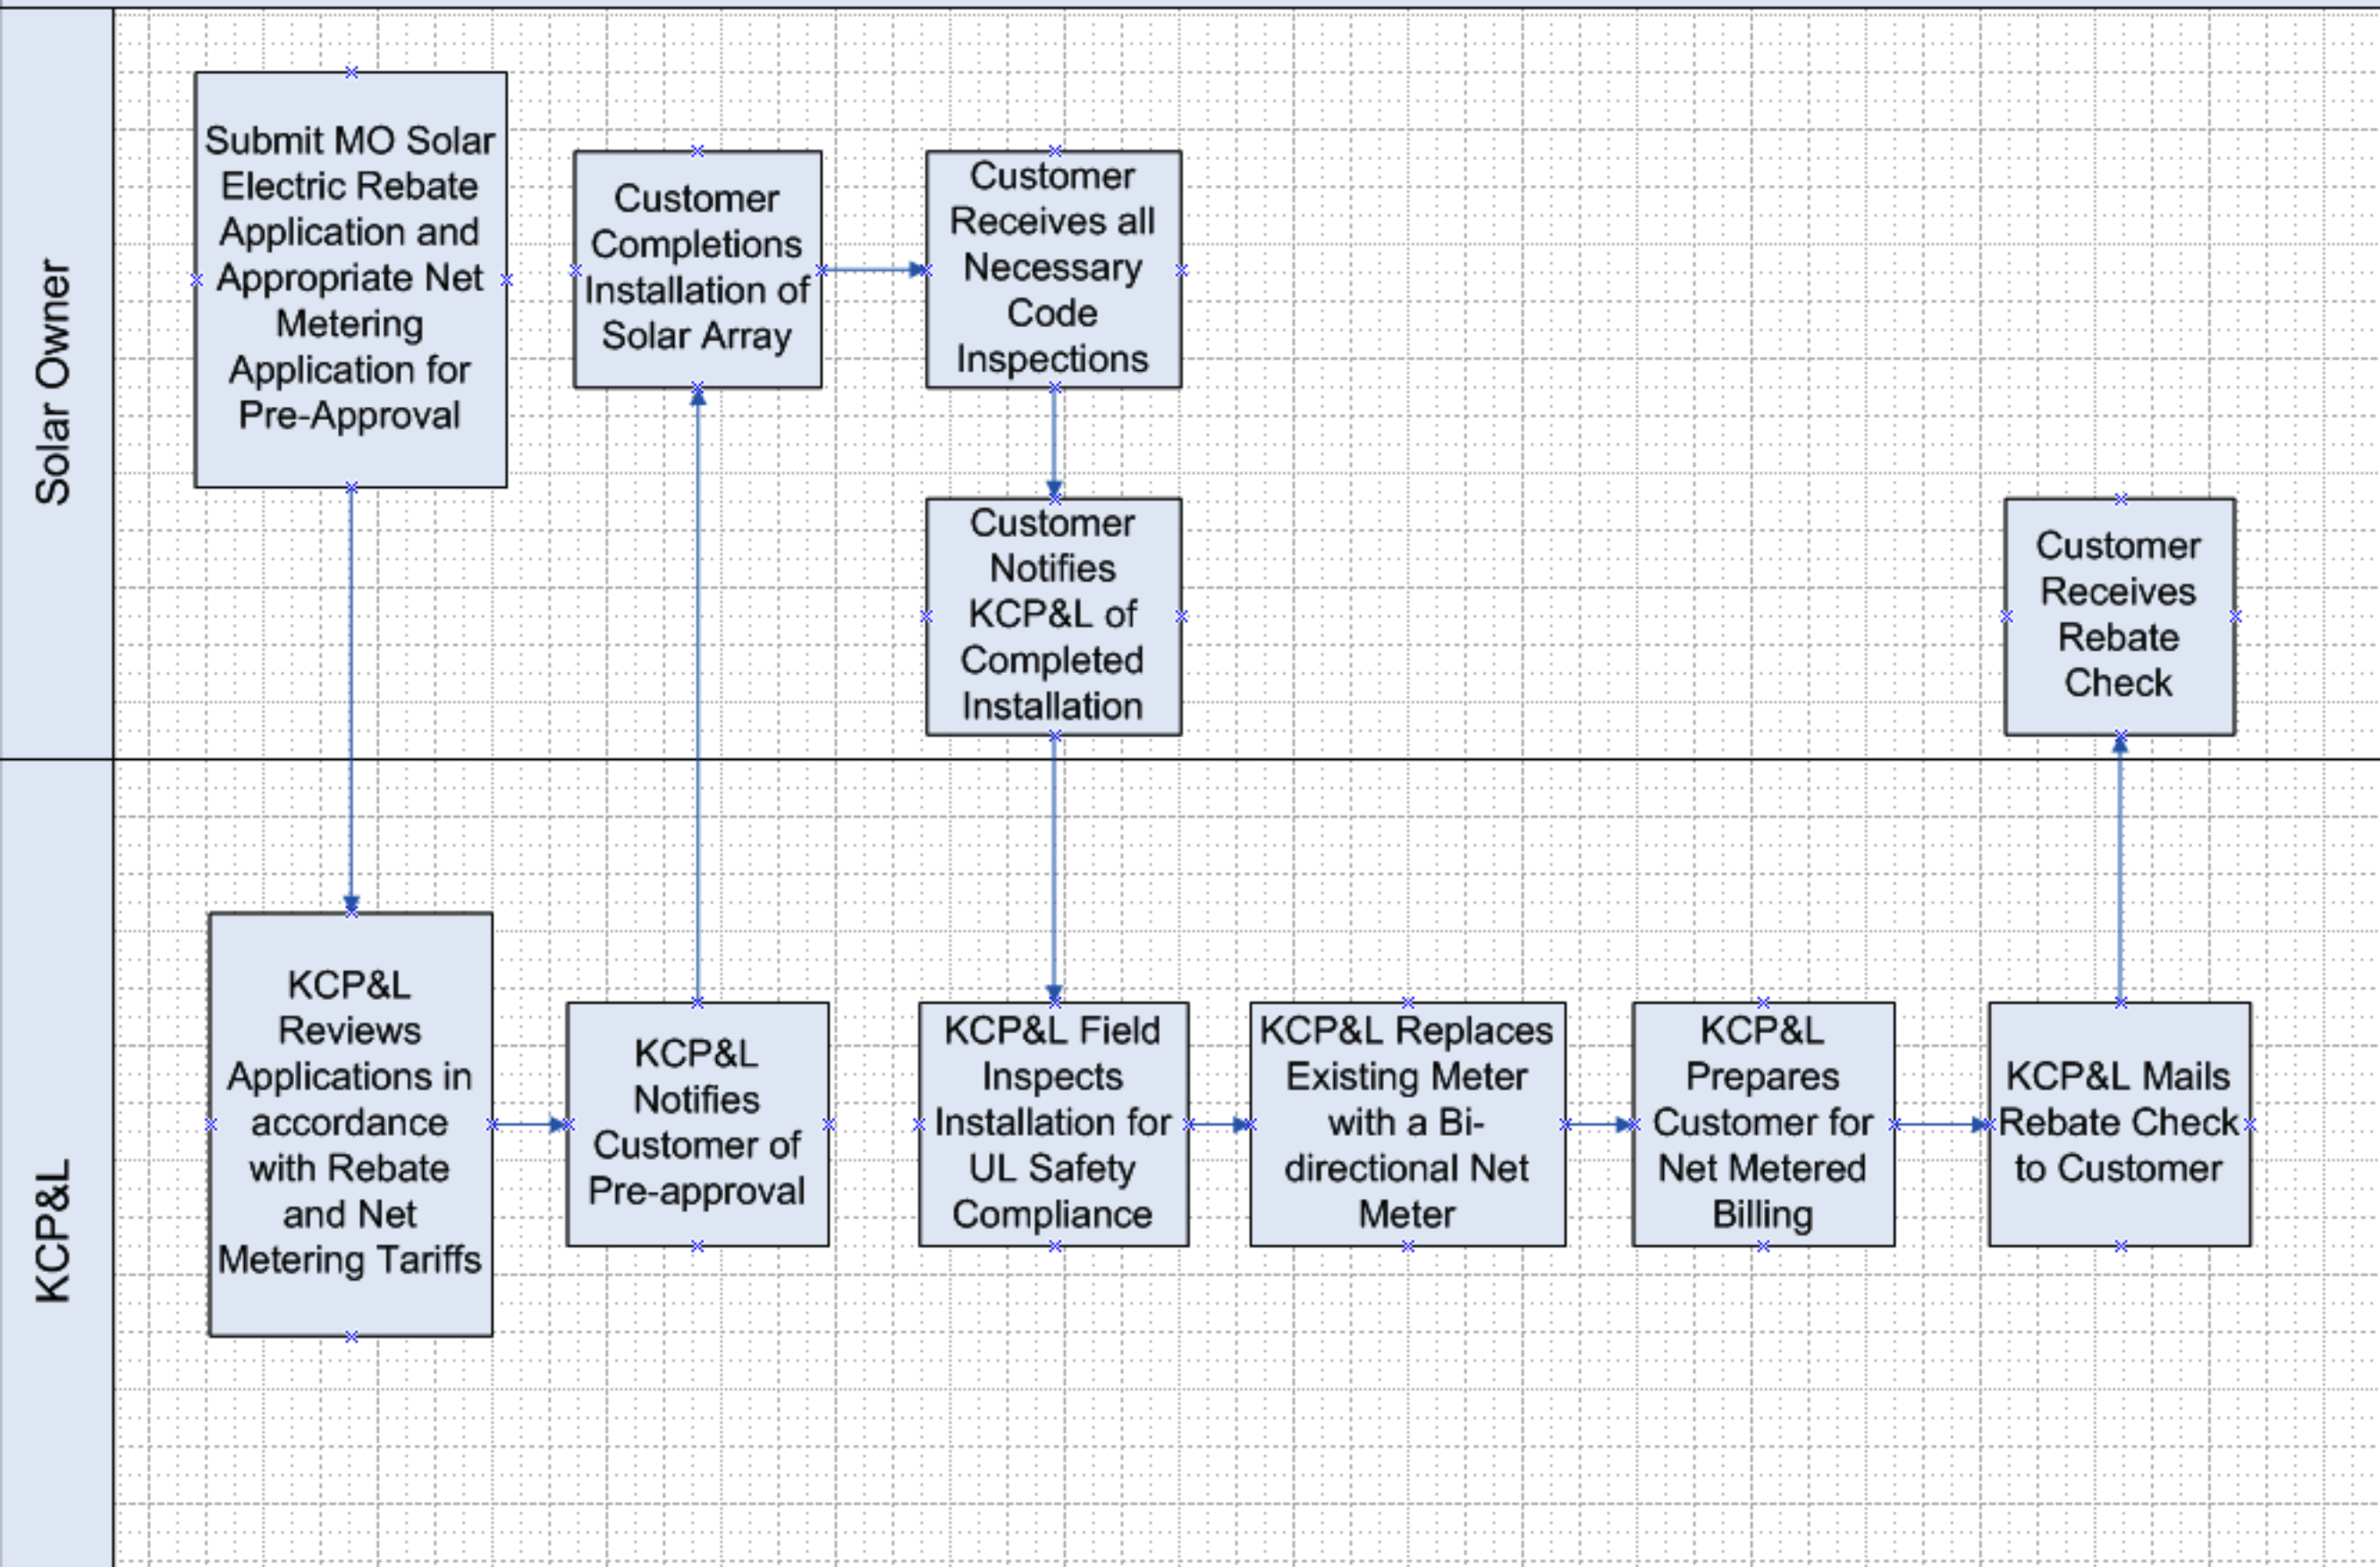 Solar Owner
Submit MO Solar
Electric Rebate
Application and
Appropriate Net
Metering
Application for
Pre-Approval
Customer
Completions
Installation of
Solar Array
Customer
Receives all
Necessary
Code
Inspections
Customer
Notifies
KCP&L of
Completed
Installation
Customer
Receives
Rebate
Check
KCP&L
KCP&L
Reviews
Applications in
accordance
with Rebate
and Net
Metering Tariffs
KCP&L
Notifies
Customer of
Pre-approval
KCP&L Field
Inspects
Installation for
UL Safety
Compliance
KCP&L Replaces
Existing Meter
with a Bi-
directional Net
Meter
KCP&L
Prepares
Customer for
Net Metered
Billing
KCP&L Mails
Rebate Check
to Customer